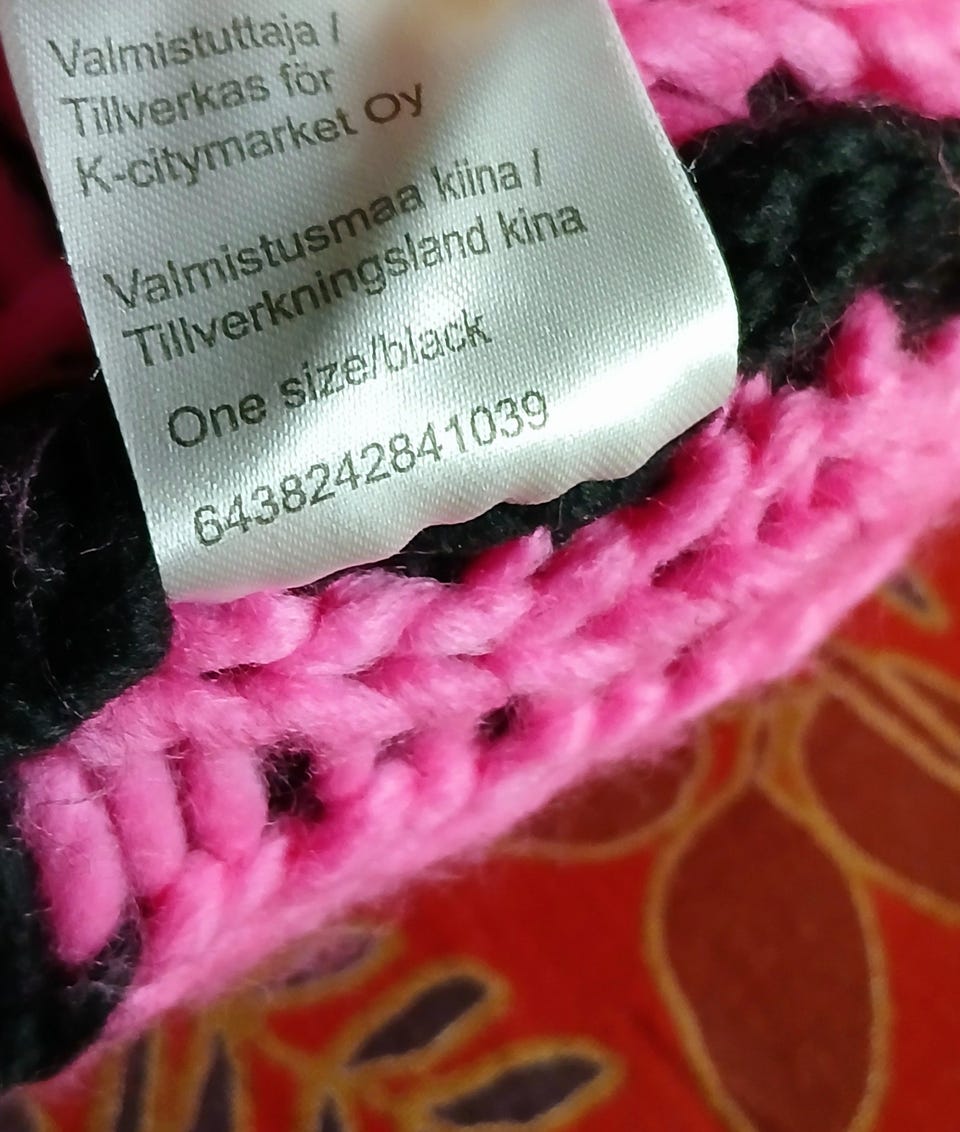 Valmistuttaja /
Tillverkas för
K-citymarket Oy
Valmistusmaa kiina /
Tillverkningsland kina
One size/black
6438242841039